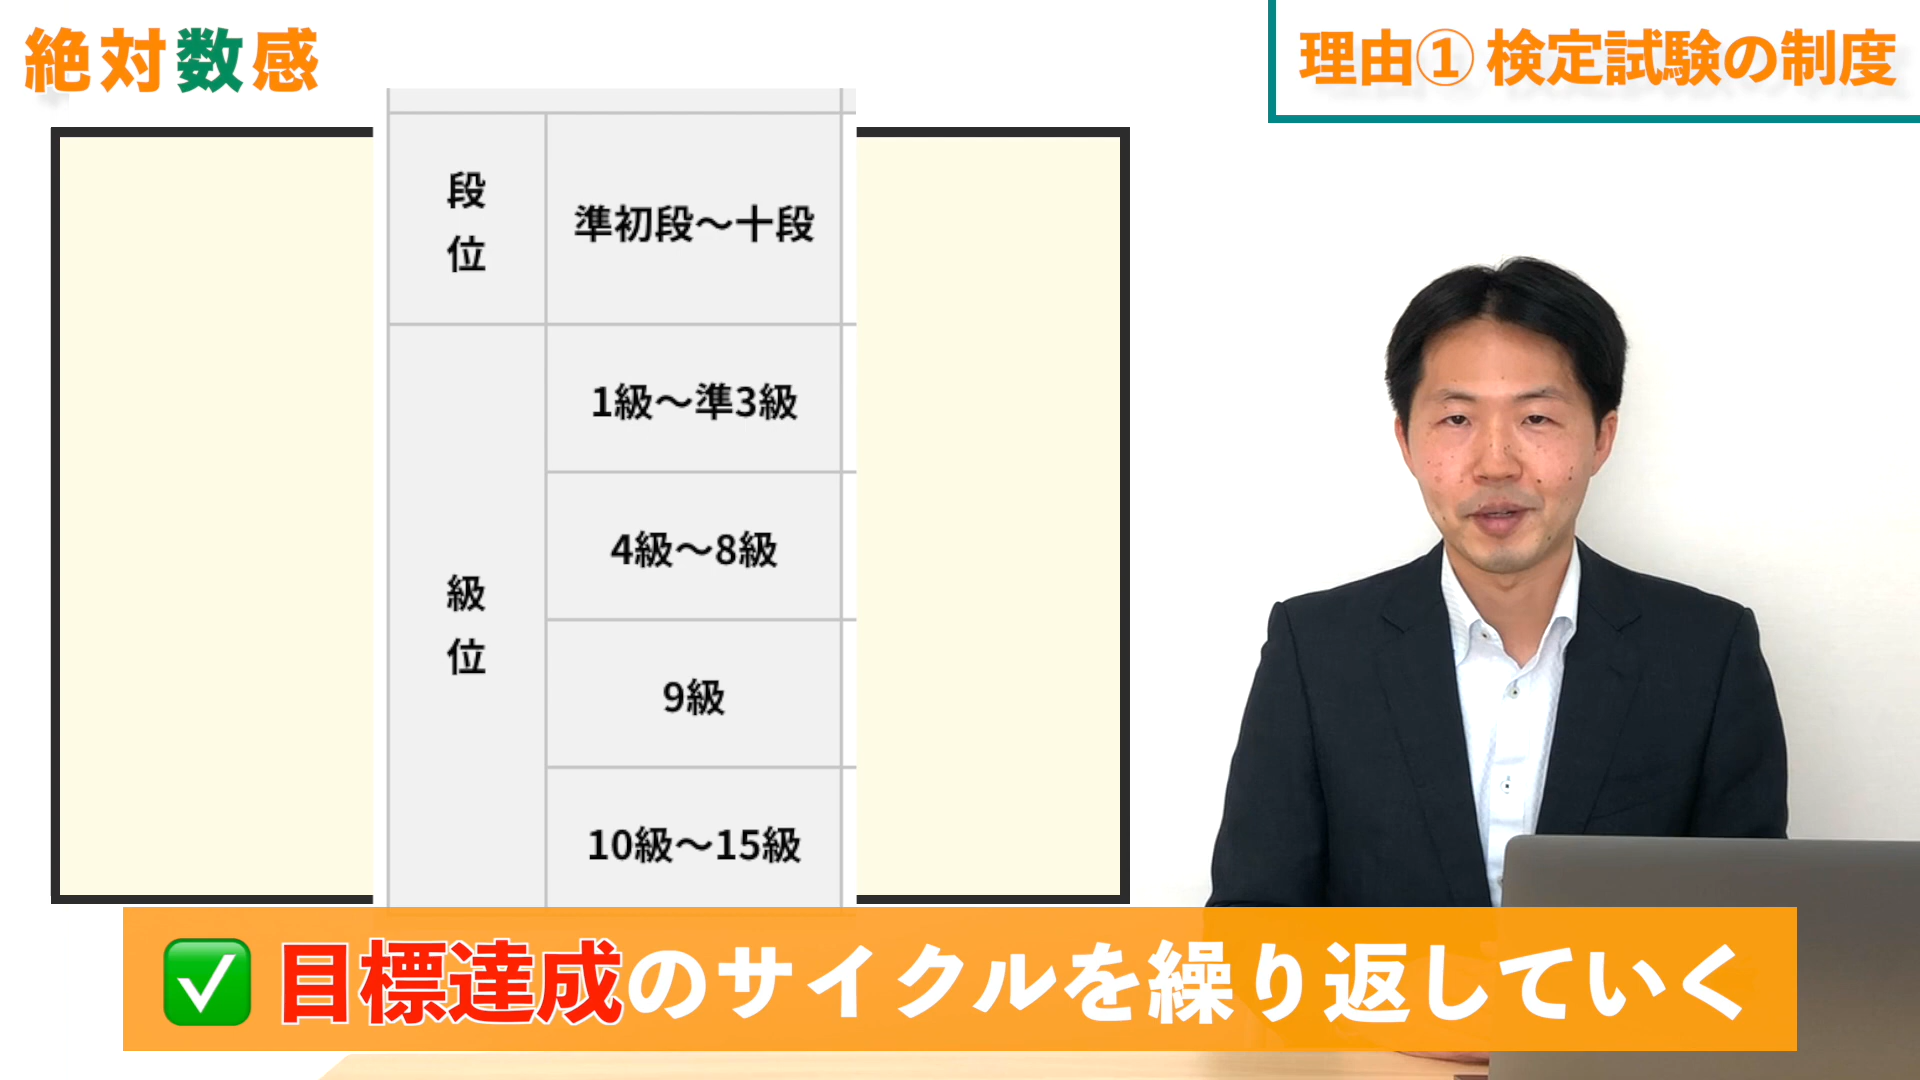 絶対数感
理由① 検定試験の制度
段位
準初段〜十段
級位
1級〜準3級
4級〜8級
9級
10級〜15級
✅ 目標達成のサイクルを繰り返していく